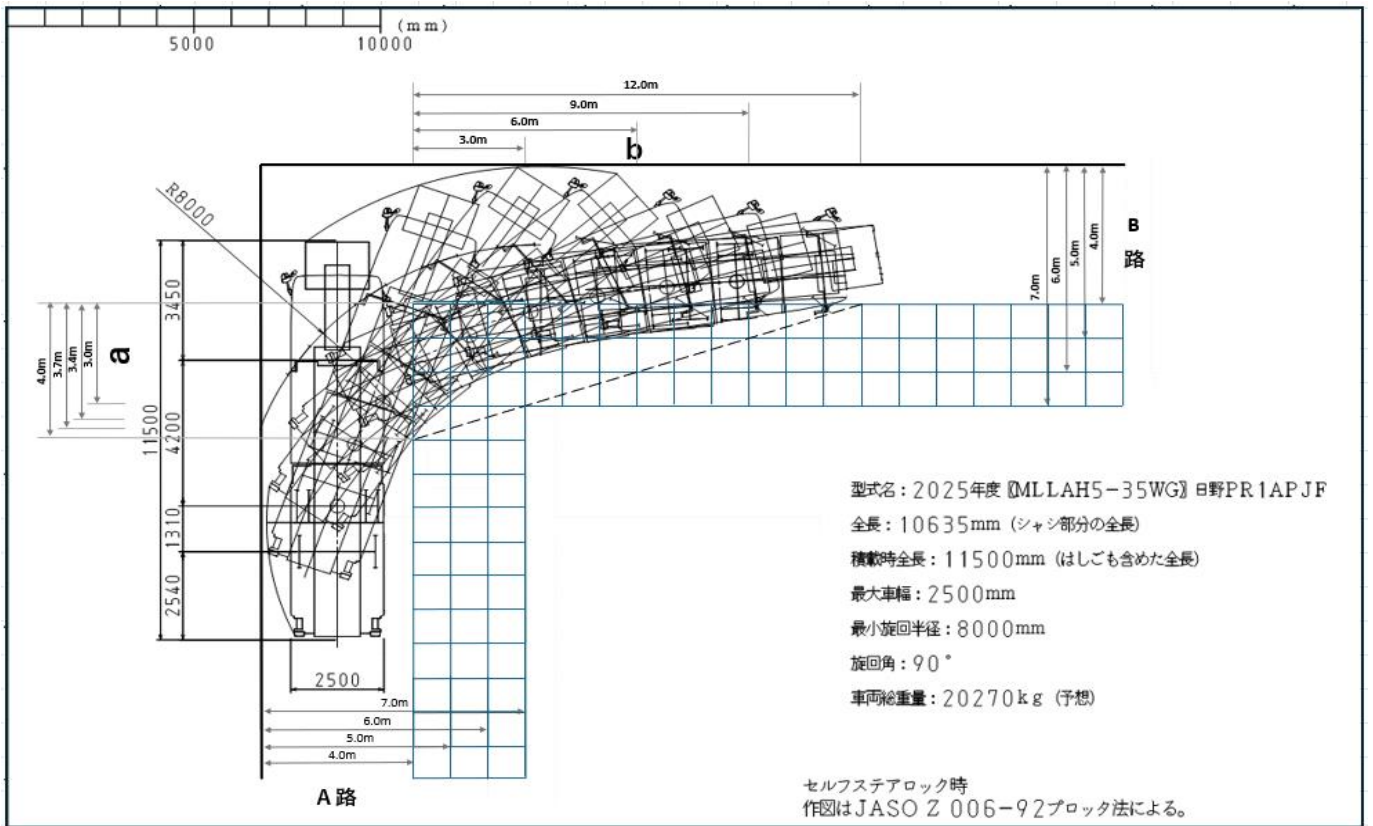 (mm)
5000
10000
12.0m
9.0m
6.0m
3.0m
b
R8000
B
路
4.0m
5.0m
6.0m
7.0m
a
4.0m
3.7m
3.4m
3.0m
3450
11500
4200
1310
2540
2500
7.0m
6.0m
5.0m
4.0m
A 路
型式名:2025年度〖MLLAH5-35WG〗日野PR1APJF
全長:10635mm (シャシ部分の全長)
積載時全長:11500mm (はしごも含めた全長)
最大車幅:2500mm
最小旋回半径:8000mm
旋回角:90°
車両総重量:20270kg (予想)
セルフステアロック時
作図はJASO Z 006-92プロッタ法による。